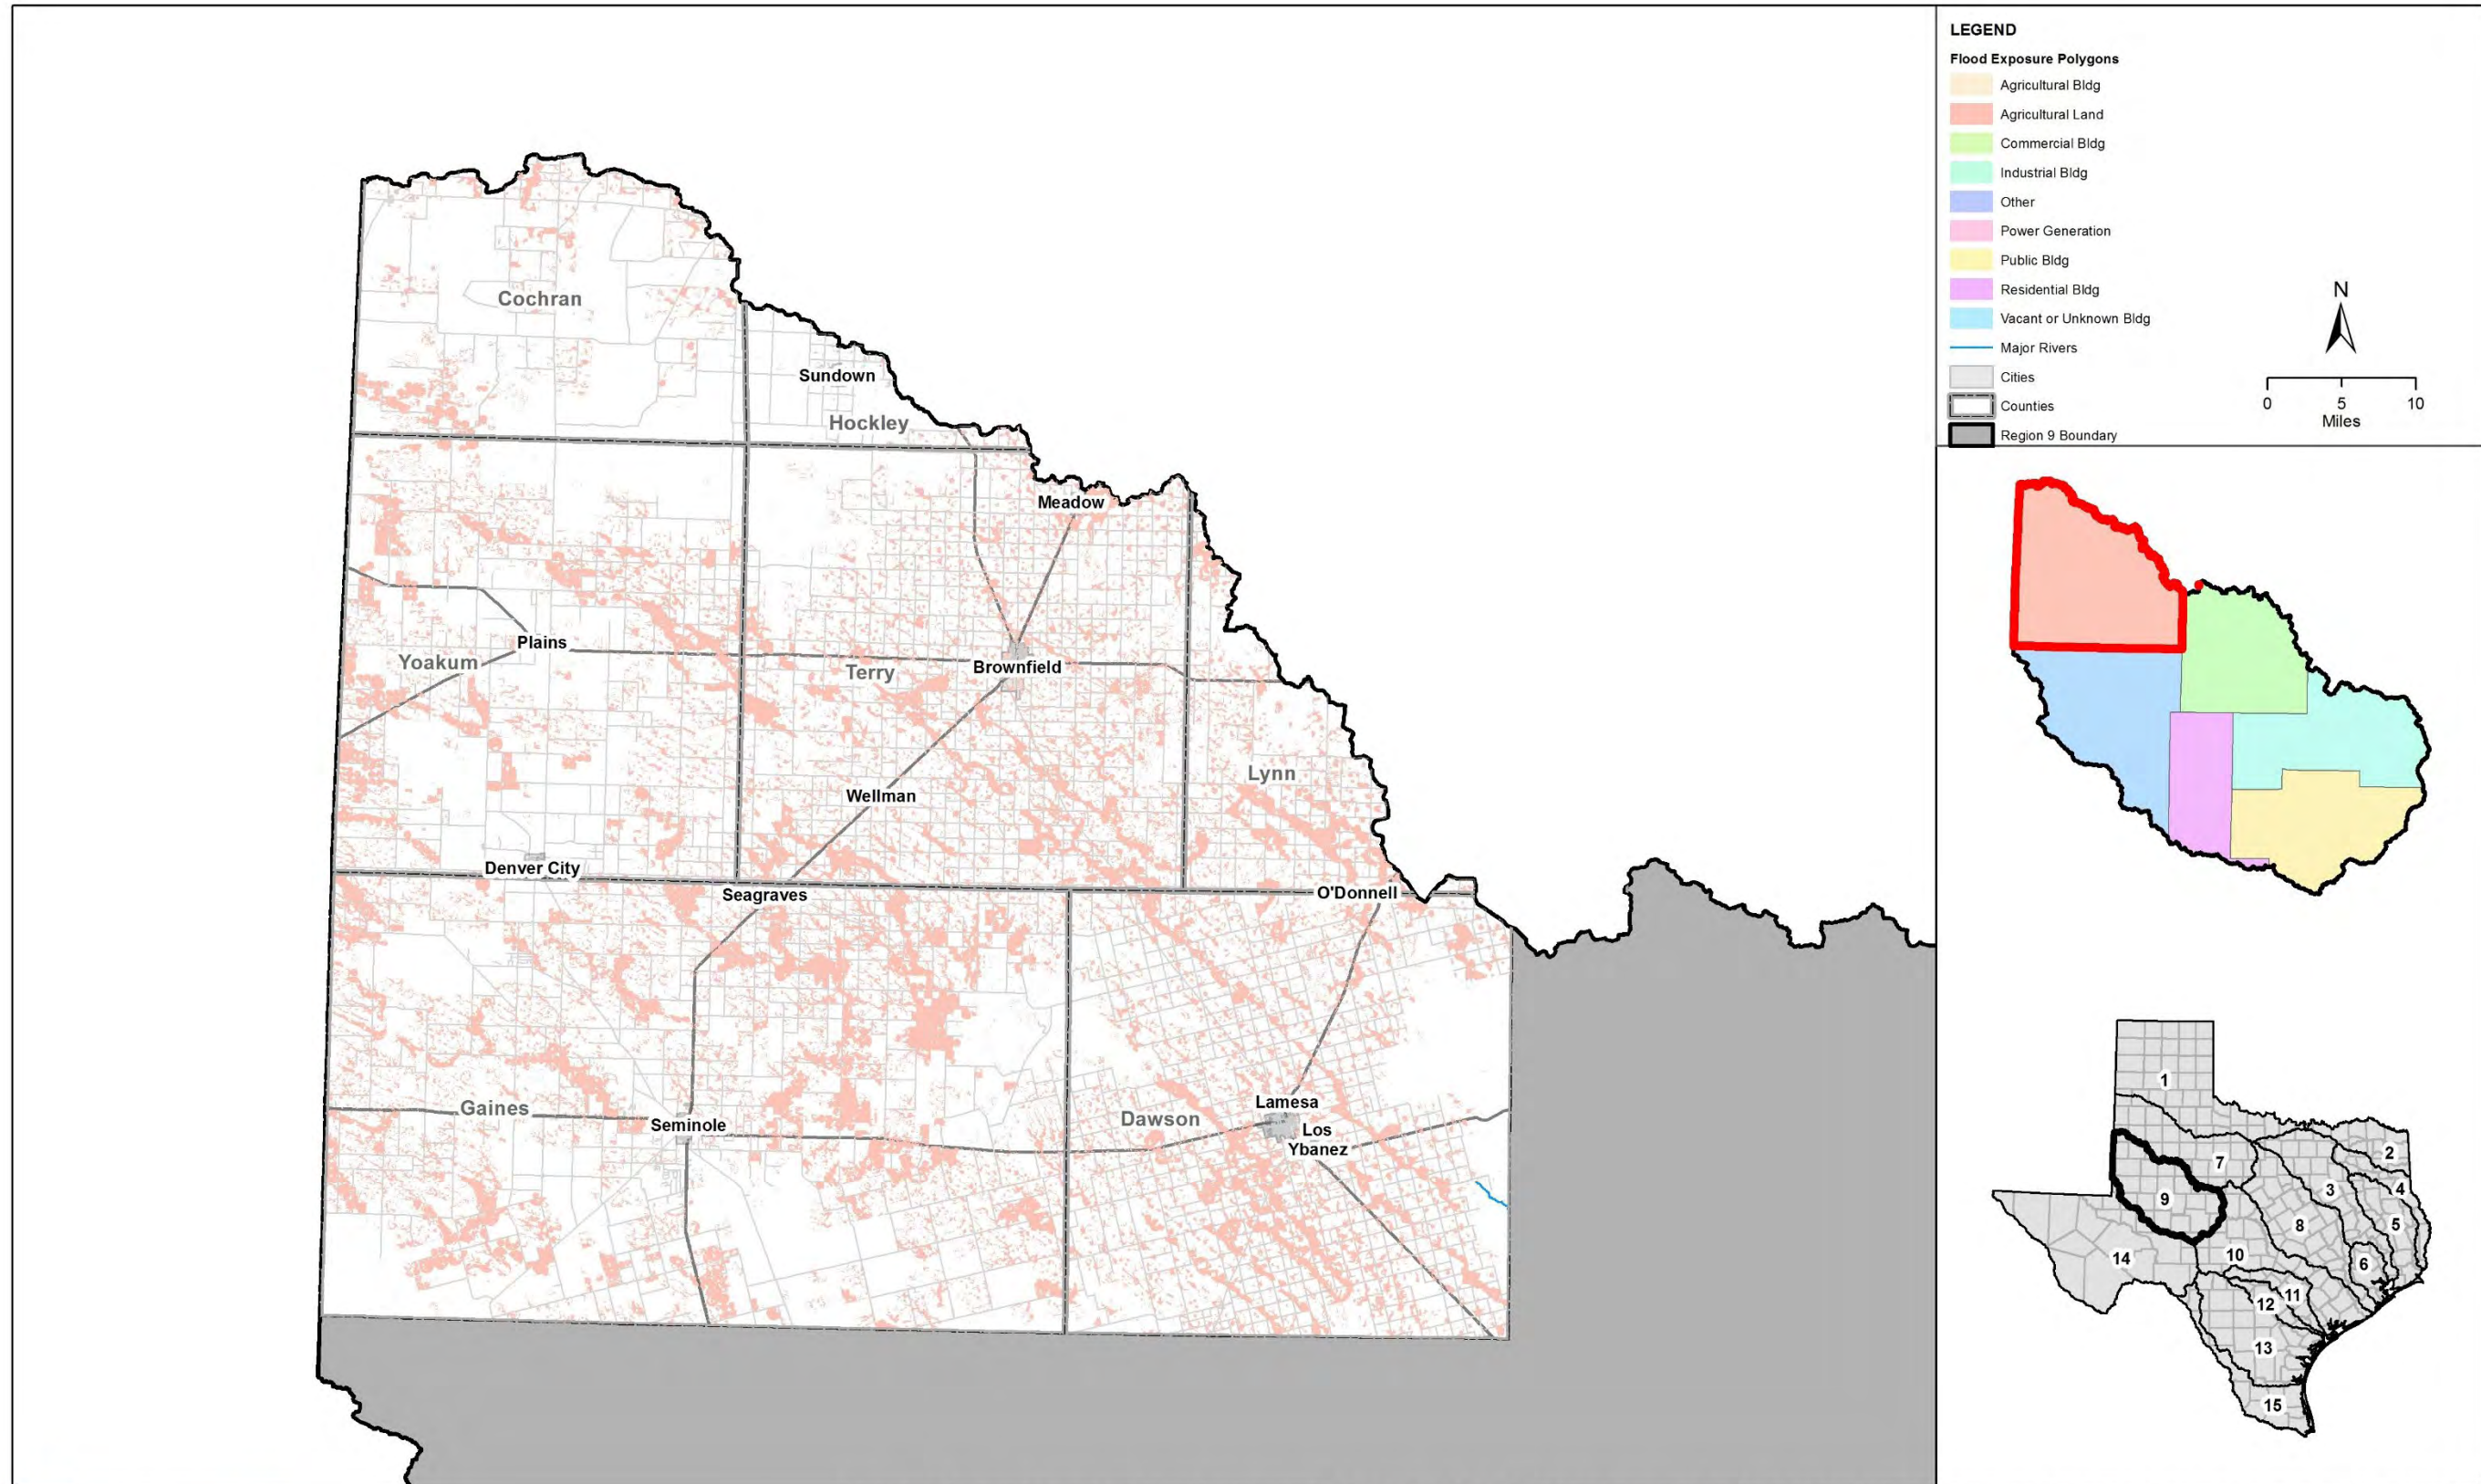 LEGEND
Flood Exposure Polygons
Agricultural Bldg
Agricultural Land
Commercial Bldg
Industrial Bldg
Other
Power Generation
Public Bldg
Residential Bldg
Vacant or Unknown Bldg
Major Rivers
Cities
Counties
Region 9 Boundary
N
0 5 10
Miles
Cochran
Sundown
Hockley
Meadow
Plains
Yoakum
Terry
Brownfield
Lynn
Wellman
Denver City
Seagraves
O'Donnell
Gaines
Seminole
Dawson
Lamesa
Los
Ybanez
1
2
7
3
4
9
8
5
14
10
6
11
12
13
15